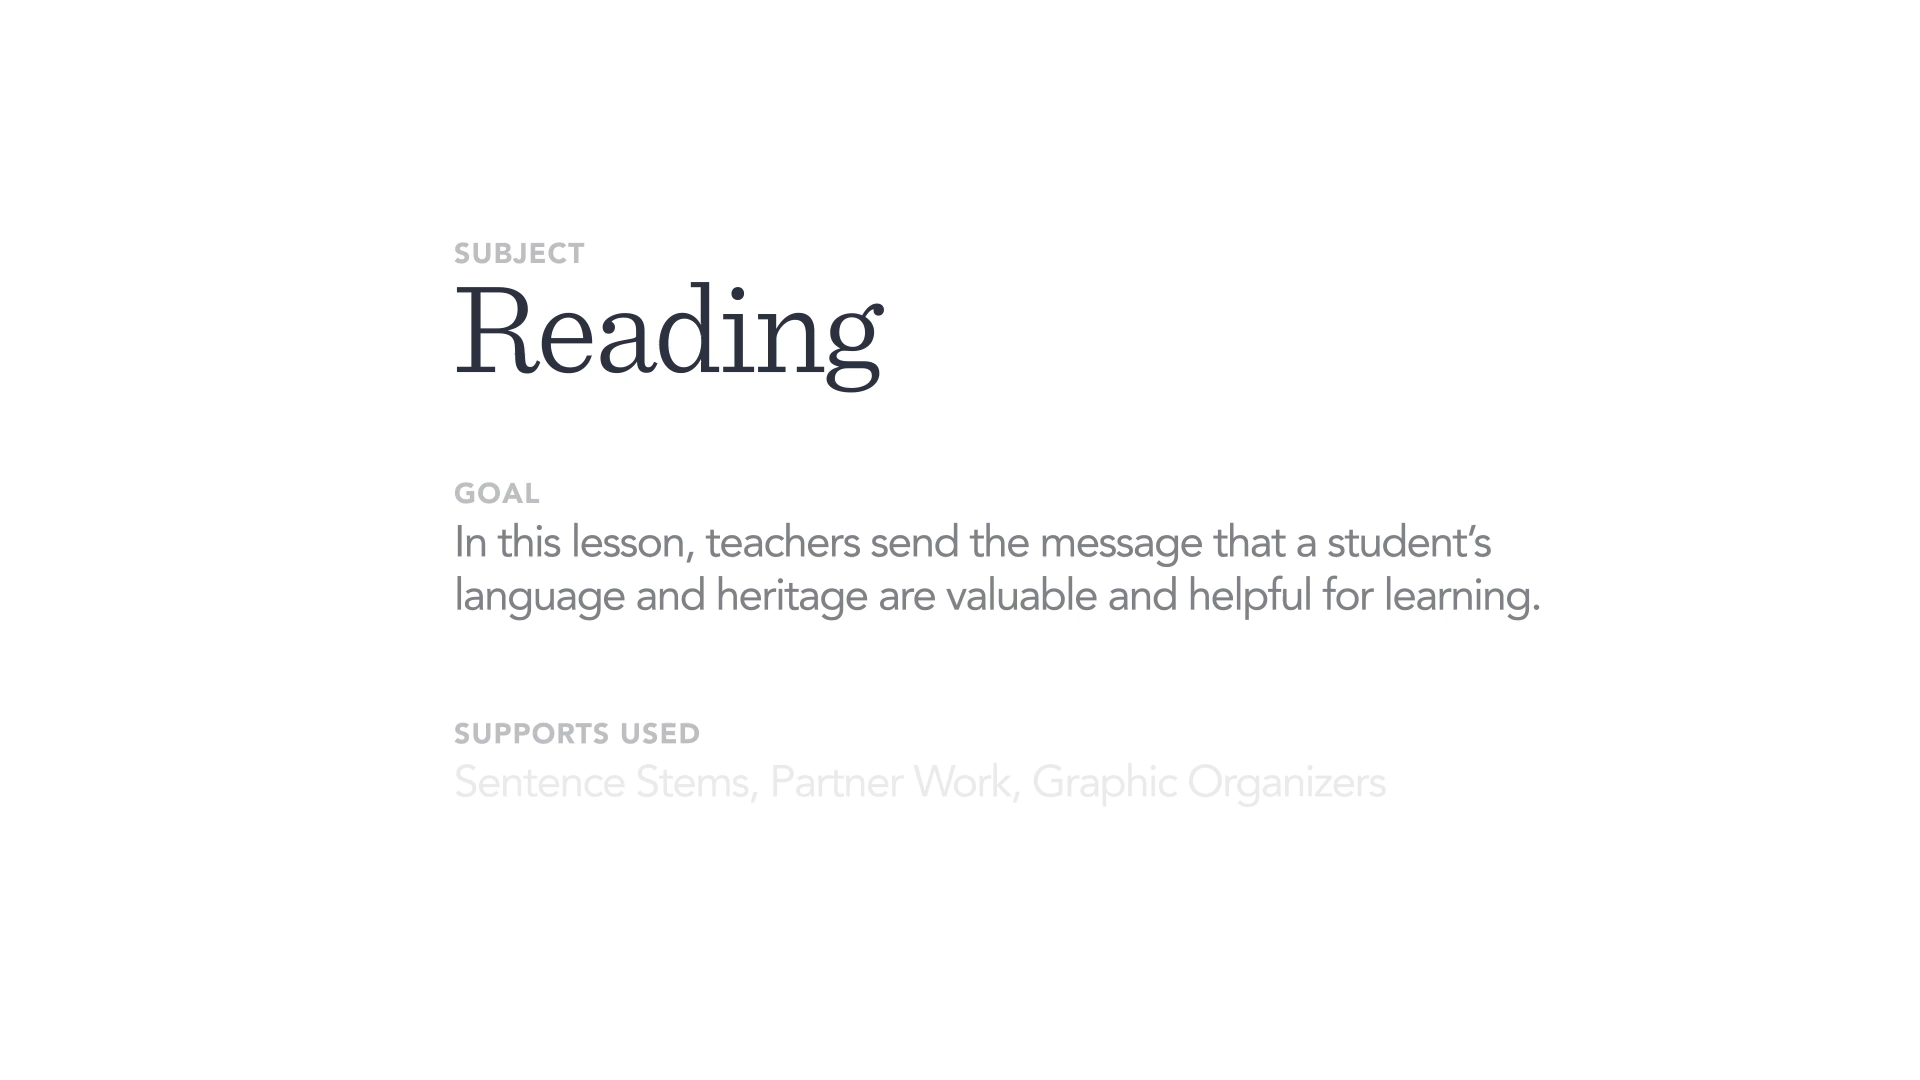 SUBJECT
Reading
GOAL
In this lesson, teachers send the message that a student’s
language and heritage are valuable and helpful for learning.
SUPPORTS USED
Sentence Stems, Partner Work, Graphic Organizers